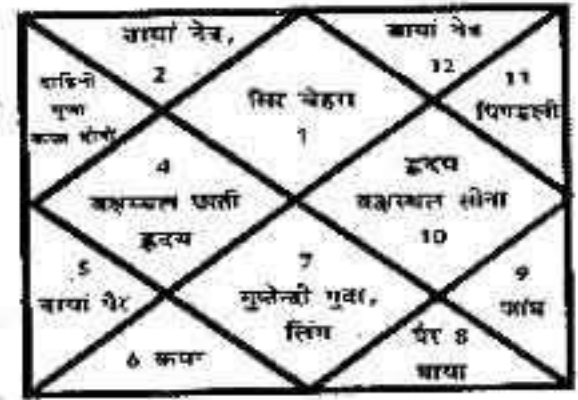 बायां नेत्र,
2
बायां नेत्र
12
11
पिण्डली
दाहिनी
भुजा
सिर चेहरा
1
4
वक्षस्थल छाती
हृदय
हृदय
वक्षस्थल सीना
10
5
बायां पैर
7
गुप्तेन्द्री गुदा,
लिंग
9
जांघ
6 कमर
पैर 8
बायां